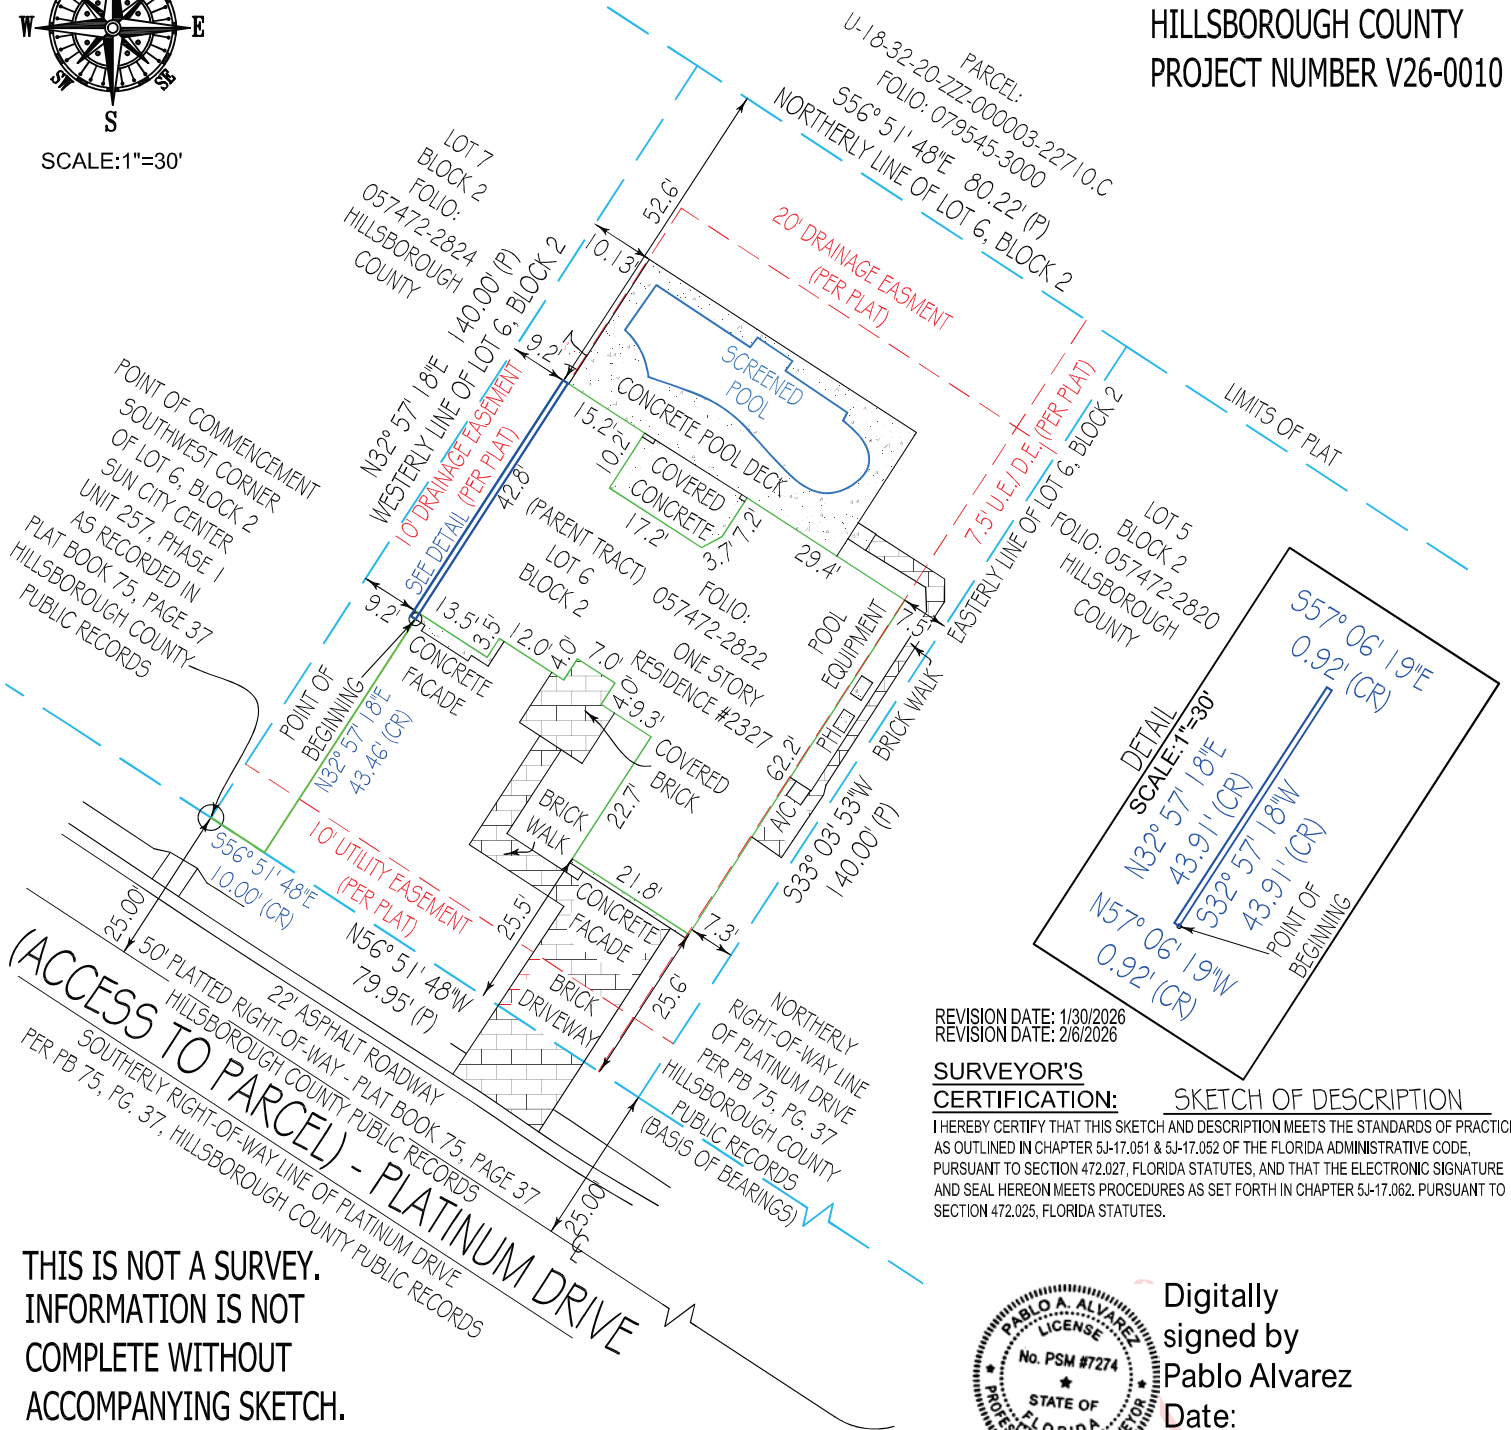 HILLSBOROUGH COUNTY
PROJECT NUMBER V26-0010
W
E
SW
SE
S
SCALE:1"=30'
PARCEL:
U-18-32-20-ZZZ-000003-22710.C
FOLIO: 079545-3000
S56° 51' 48"E 80.22' (P)
NORTHERLY LINE OF LOT 6, BLOCK 2
LOT 7
BLOCK 2
FOLIO:
057472-2824
HILLSBOROUGH
COUNTY
52.6'
10.13'
20' DRAINAGE EASMENT
(PER PLAT)
N32° 57' 18"E 140.00' (P)
WESTERLY LINE OF LOT 6, BLOCK 2
10' DRAINAGE EASEMENT
(PER PLAT)
SEE DETAIL
9.2'
42.8'
SCREENED
POOL
CONCRETE POOL DECK
15.2'
10.2'
COVERED
CONCRETE
17.2'
3.7'
7.2'
29.4'
7.5' U.E./D.E. (PER PLAT)
EASTERLY LINE OF LOT 6, BLOCK 2
LIMITS OF PLAT
LOT 5
BLOCK 2
FOLIO: 057472-2820
HILLSBOROUGH
COUNTY
POINT OF COMMENCEMENT
SOUTHWEST CORNER
OF LOT 6, BLOCK 2
SUN CITY CENTER
UNIT 257, PHASE I
AS RECORDED IN
PLAT BOOK 75, PAGE 37
HILLSBOROUGH COUNTY
PUBLIC RECORDS
(PARENT TRACT)
LOT 6
BLOCK 2
FOLIO:
057472-2822
ONE STORY
RESIDENCE #2327
9.2'
13.5'
3.5'
12.0'
4.0'
7.0'
4.0'
9.3'
CONCRETE
FACADE
POINT OF
BEGINNING
N32° 57' 18"E
43.46' (CR)
POOL
EQUIPMENT
7.5'
62.2'
PH
A/C
BRICK WALK
S33° 03' 53"W
140.00' (P)
COVERED
BRICK
22.7'
BRICK
WALK
21.8'
CONCRETE
FACADE
7.3'
25.5'
25.6'
BRICK
DRIVEWAY
S56° 51' 48"E
10.00' (CR)
10' UTILITY EASEMENT
(PER PLAT)
N56° 51' 48"W
79.95' (P)
25.00'
22' ASPHALT ROADWAY
50' PLATTED RIGHT-OF-WAY - PLAT BOOK 75, PAGE 37
HILLSBOROUGH COUNTY PUBLIC RECORDS
(ACCESS TO PARCEL) - PLATINUM DRIVE
SOUTHERLY RIGHT-OF-WAY LINE OF PLATINUM DRIVE
PER PB 75, PG. 37, HILLSBOROUGH COUNTY PUBLIC RECORDS
NORTHERLY
RIGHT-OF-WAY LINE
OF PLATINUM DRIVE
PER PB 75, PG. 37
HILLSBOROUGH COUNTY
PUBLIC RECORDS
(BASIS OF BEARINGS)
25.00'
DETAIL
SCALE:1"=30'
S57° 06' 19"E
0.92' (CR)
N32° 57' 18"E
43.91' (CR)
S32° 57' 18"W
43.91' (CR)
N57° 06' 19"W
0.92' (CR)
POINT OF
BEGINNING
REVISION DATE: 1/30/2026
REVISION DATE: 2/6/2026
SURVEYOR'S
CERTIFICATION:
SKETCH OF DESCRIPTION
I HEREBY CERTIFY THAT THIS SKETCH AND DESCRIPTION MEETS THE STANDARDS OF PRACTIC
AS OUTLINED IN CHAPTER 5J-17.051 & 5J-17.052 OF THE FLORIDA ADMINISTRATIVE CODE,
PURSUANT TO SECTION 472.027, FLORIDA STATUTES, AND THAT THE ELECTRONIC SIGNATURE
AND SEAL HEREON MEETS PROCEDURES AS SET FORTH IN CHAPTER 5J-17.062. PURSUANT TO
SECTION 472.025, FLORIDA STATUTES.
THIS IS NOT A SURVEY.
INFORMATION IS NOT
COMPLETE WITHOUT
ACCOMPANYING SKETCH.
PABLO A. ALVAREZ
LICENSE
No. PSM #7274
STATE OF
FLORIDA
Digitally
signed by
Pablo Alvarez
Date: